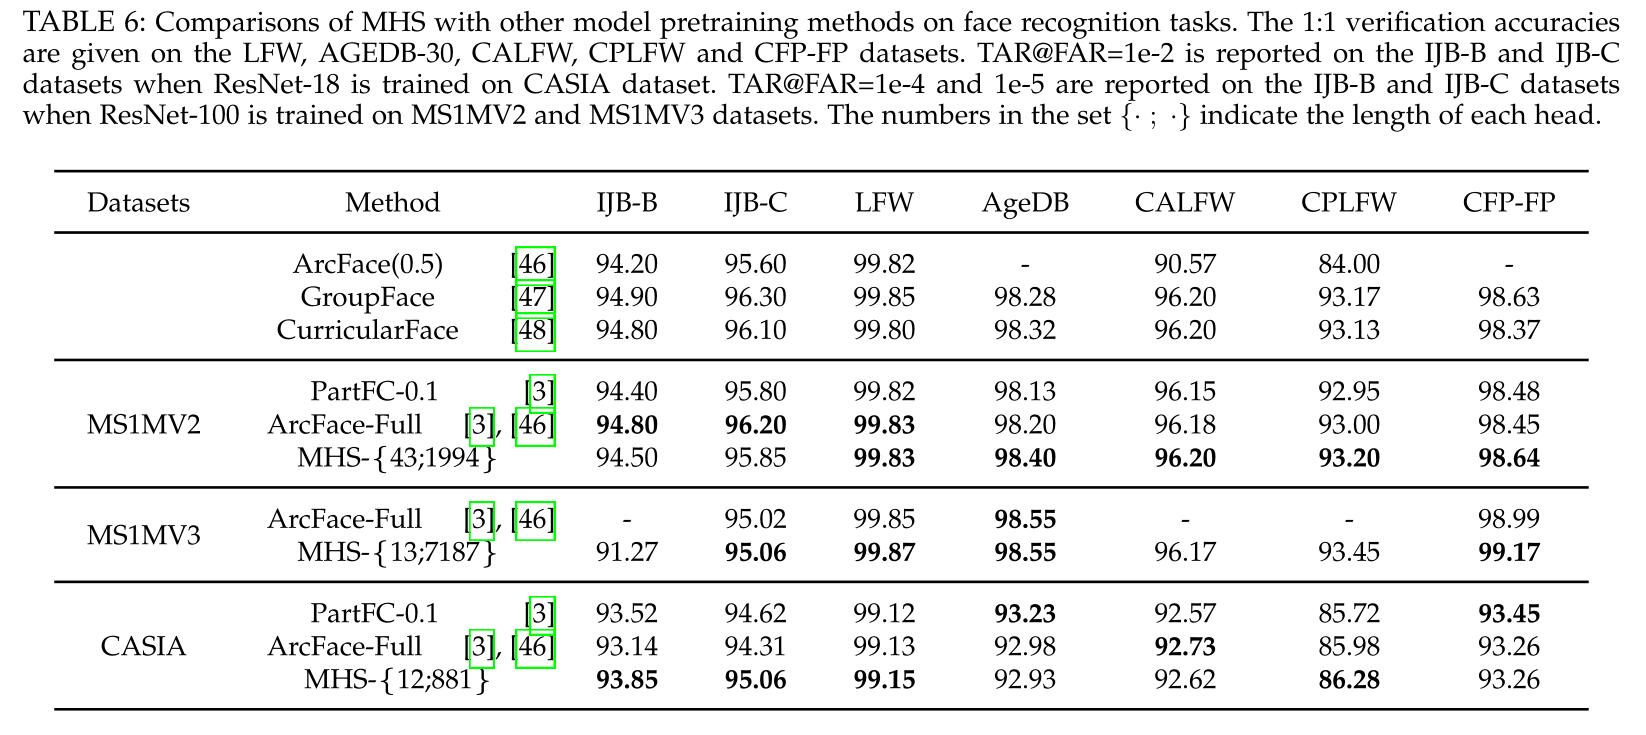 TABLE 6: Comparisons of MHS with other model pretraining methods on face recognition tasks. The 1:1 verification accuracies
are given on the LFW, AGEDB-30, CALFW, CPLFW and CFP-FP datasets. TAR@FAR=1e-2 is reported on the IJB-B and IJB-C
datasets when ResNet-18 is trained on CASIA dataset. TAR@FAR=1e-4 and 1e-5 are reported on the IJB-B and IJB-C datasets
when ResNet-100 is trained on MS1MV2 and MS1MV3 datasets. The numbers in the set {· ; ·} indicate the length of each head.
Datasets Method IJB-B IJB-C LFW AgeDB CALFW CPLFW CFP-FP
ArcFace(0.5) [46] 94.20 95.60 99.82 - 90.57 84.00 -
GroupFace [47] 94.90 96.30 99.85 98.28 96.20 93.17 98.63
CurricularFace [48] 94.80 96.10 99.80 98.32 96.20 93.13 98.37
PartFC-0.1 [3] 94.40 95.80 99.82 98.13 96.15 92.95 98.48
MS1MV2 ArcFace-Full [3], [46] 94.80 96.20 99.83 98.20 96.18 93.00 98.45
MHS-{43;1994} 94.50 95.85 99.83 98.40 96.20 93.20 98.64
MS1MV3
ArcFace-Full [3], [46] - 95.02 99.85 98.55 - - 98.99
MHS-{13;7187} 91.27 95.06 99.87 98.55 96.17 93.45 99.17
PartFC-0.1 [3] 93.52 94.62 99.12 93.23 92.57 85.72 93.45
CASIA ArcFace-Full [3], [46] 93.14 94.31 99.13 92.98 92.73 85.98 93.26
MHS-{12;881} 93.85 95.06 99.15 92.93 92.62 86.28 93.26